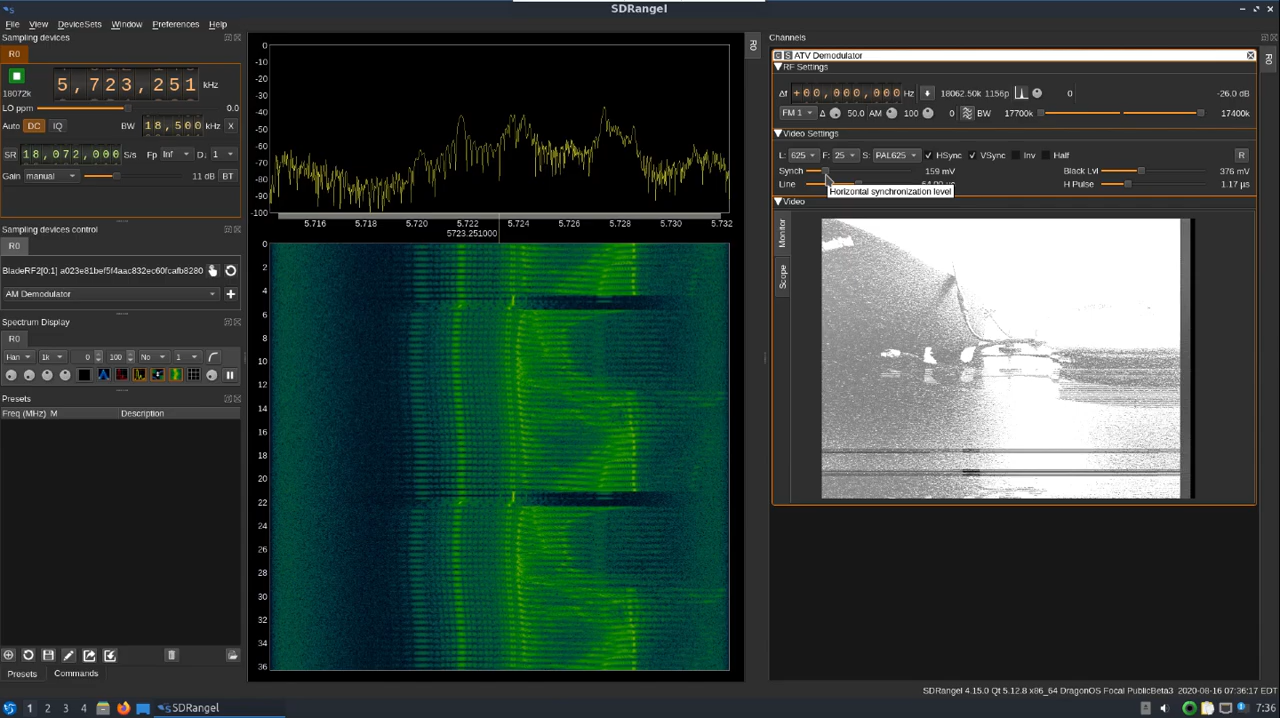 SDRangel
File View DeviceSets Window Preferences Help
Sampling devices
R0
5,723,251 kHz
18072k
LO ppm 0.0
Auto DC IQ BW 18,500 kHz X
SR 18,072,000 S/s Fp Inf D↓ 1
Gain manual 11 dB BT
Sampling devices control
R0
BladeRF2[0:1] a023e81bef5f4aac832ec60fcafb3280
AM Demodulator
Spectrum Display
R0
Han 1k 0 100 No 1
Presets
Freq (MHz) M Description
Presets Commands
R0
0
-10
-20
-30
-40
-50
-60
-70
-80
-90
-100
5.716 5.718 5.720 5.722 5.724 5.726 5.728 5.730 5.732
5723.251000
0
2
4
6
8
10
12
14
16
18
20
22
24
26
28
30
32
34
36
Channels
R0
C S ATV Demodulator
RF Settings
Δf +00,000,000 Hz 18062.50k 1156p 0 -26.0 dB
FM 1 Δ 50.0 AM 100 0 BW 17700k 17400k
Video Settings
L: 625 F: 25 S: PAL625 HSync VSync Inv Half R
Synch 159 mV Black Lvl 376 mV
Line H Pulse 1.17 µs
Horizontal synchronization level
Video
Monitor
Scope
SDRangel 4.15.0 Qt 5.12.8 x86_64 DragonOS Focal PublicBeta3 2020-08-16 07:36:17 EDT
1 2 3 4 SDRangel 7:36